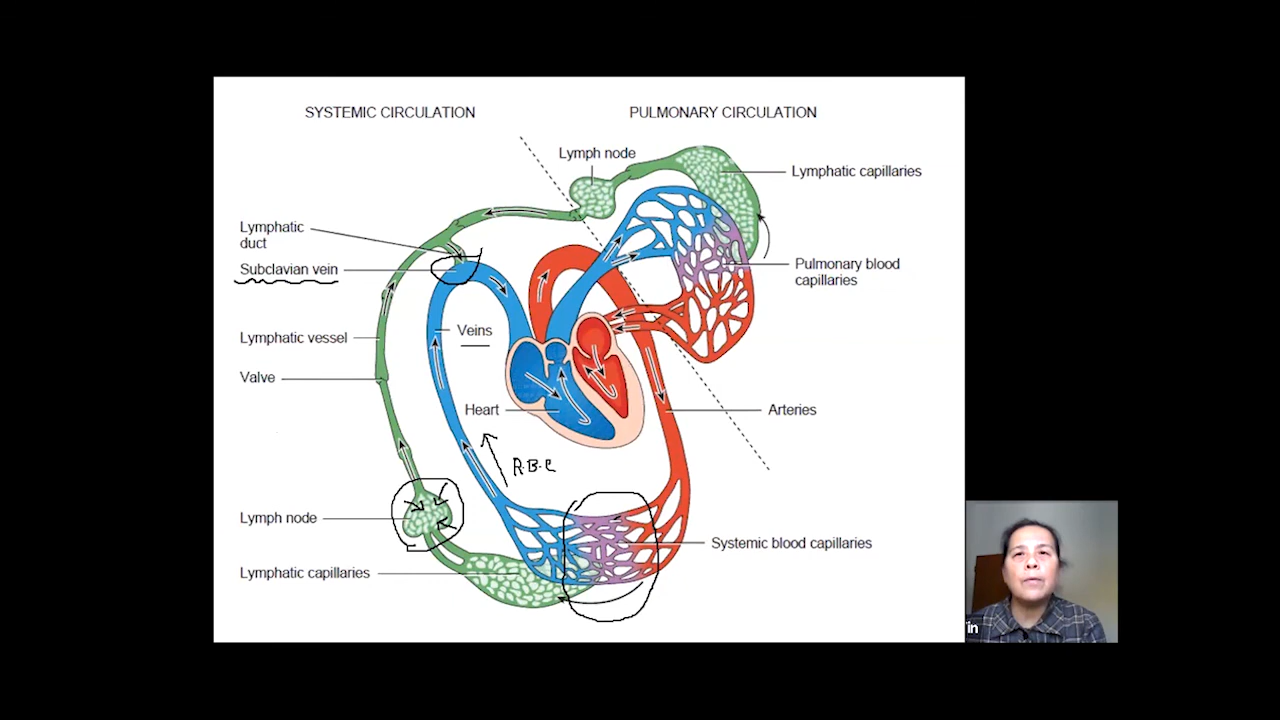 SYSTEMIC CIRCULATION
PULMONARY CIRCULATION
Lymph node
Lymphatic capillaries
Lymphatic
duct
Subclavian vein
Pulmonary blood
capillaries
Veins
Lymphatic vessel
Valve
Heart
Arteries
R.B.C
Lymph node
Systemic blood capillaries
Lymphatic capillaries